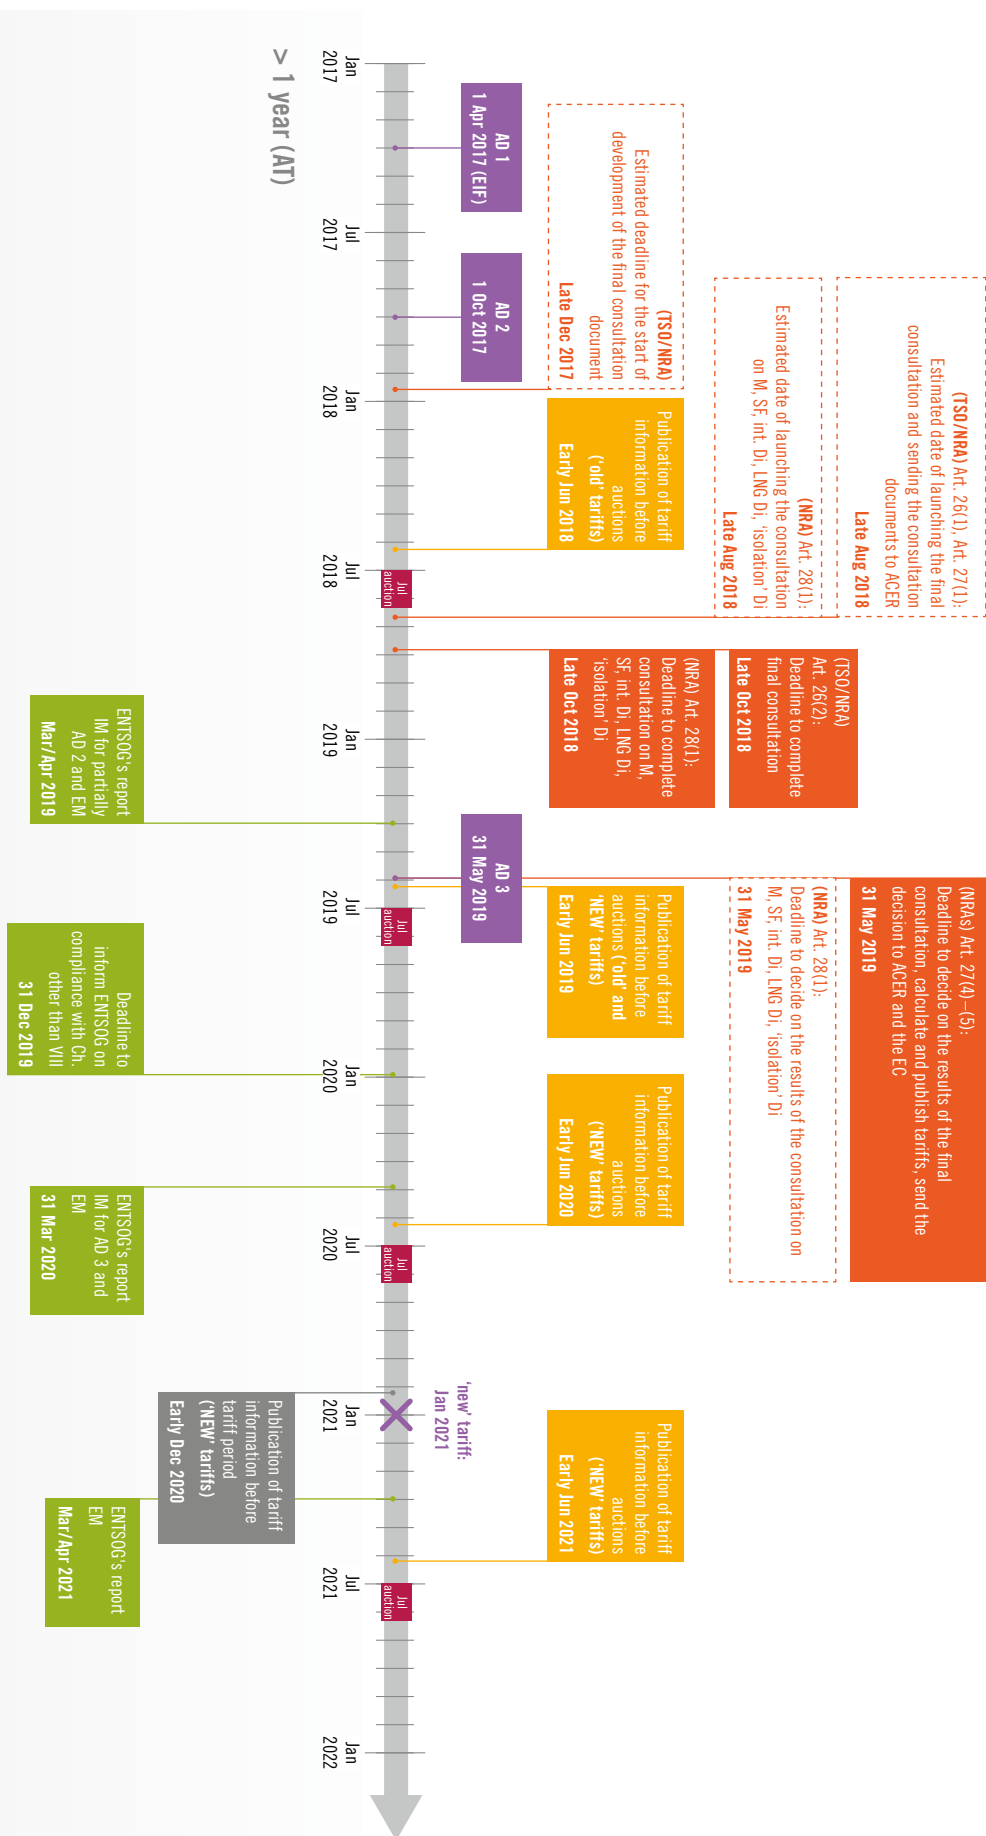 (TSO/NRA) Art. 26(1), Art. 27(1):
Estimated date of launching the final
consultation and sending the consultation
documents to ACER
Late Aug 2018
(NRAs) Art. 27(4)–(5):
Deadline to decide on the results of the final
consultation, calculate and publish tariffs, send the
decision to ACER and the EC
31 May 2019
(NRA) Art. 28(1):
Estimated date of launching the consultation
on M, SF, int. Di, LNG Di, ‘isolation’ Di
Late Aug 2018
(TSO/NRA)
Art. 26(2):
Deadline to complete
final consultation
Late Oct 2018
(NRA) Art. 28(1):
Deadline to decide on the results of the consultation on
M, SF, int. Di, LNG Di, ‘isolation’ Di
31 May 2019
(TSO/NRA)
Estimated deadline for the start of
development of the final consultation
document
Late Dec 2017
Publication of tariff
information before
auctions
(‘old’ tariffs)
Early Jun 2018
(NRA) Art. 28(1):
Deadline to complete
consultation on M,
SF, int. Di, LNG Di,
‘isolation’ Di
Late Oct 2018
Publication of tariff
information before
auctions (‘old’ and
‘NEW’ tariffs)
Early Jun 2019
Publication of tariff
information before
auctions
(‘NEW’ tariffs)
Early Jun 2020
Publication of tariff
information before
auctions
(‘NEW’ tariffs)
Early Jun 2021
AD 1
1 Apr 2017 (EIF)
AD 2
1 Oct 2017
AD 3
31 May 2019
‘new’ tariff:
Jan 2021
Jul
auction
Jul
auction
Jul
auction
Jul
auction
Jan
2017
Jul
2017
Jan
2018
Jul
2018
Jan
2019
Jul
2019
Jan
2020
Jul
2020
Jan
2021
Jul
2021
Jan
2022
> 1 year (AT)
Publication of tariff
information before
tariff period
(‘NEW’ tariffs)
Early Dec 2020
ENTSOG's report
IM for partially
AD 2 and EM
Mar/Apr 2019
Deadline to
inform ENTSOG on
compliance with Ch.
other than VIII
31 Dec 2019
ENTSOG's report
IM for AD 3 and
EM
31 Mar 2020
ENTSOG's report
EM
Mar/Apr 2021